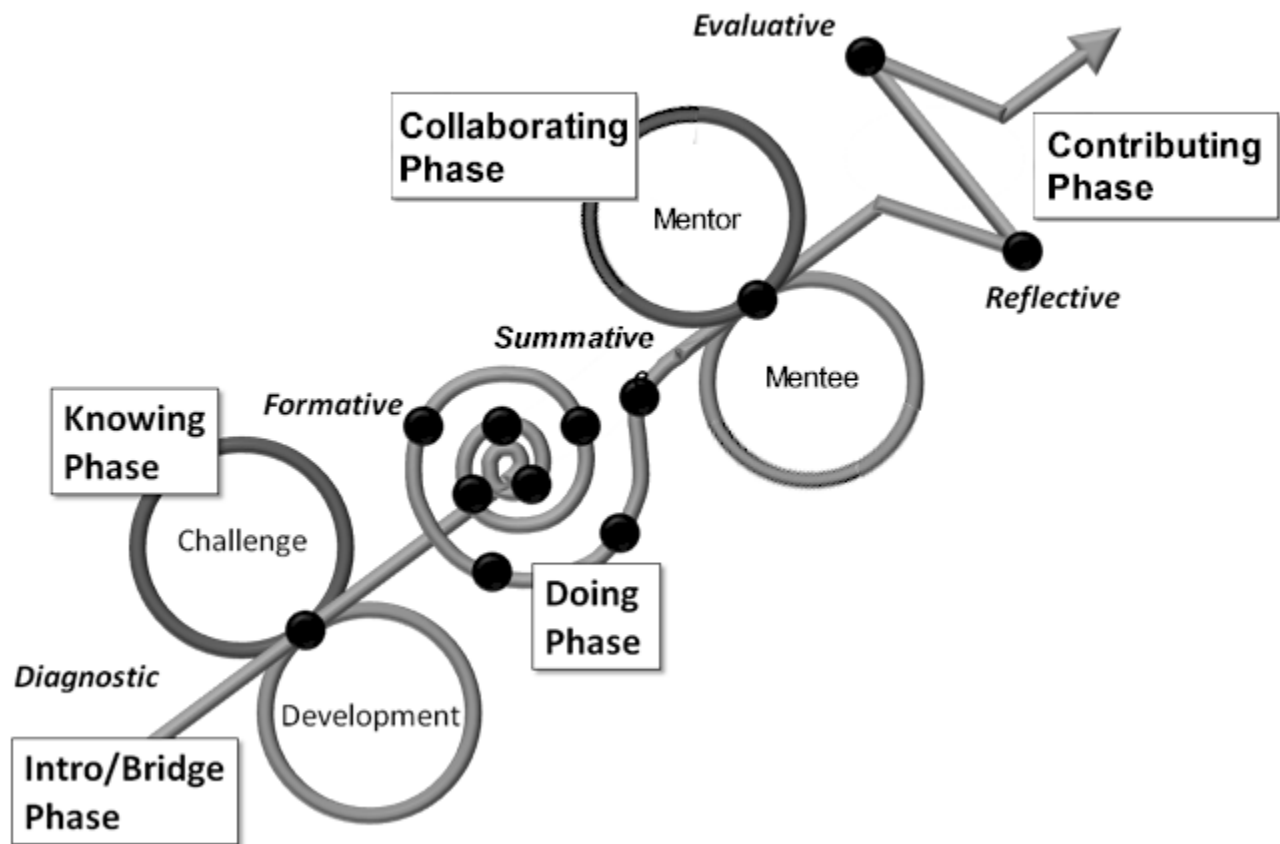 Evaluative
Collaborating
Phase
Contributing
Phase
Mentor
Reflective
Summative
Mentee
Formative
Knowing
Phase
Challenge
Doing
Phase
Diagnostic
Development
Intro/Bridge
Phase